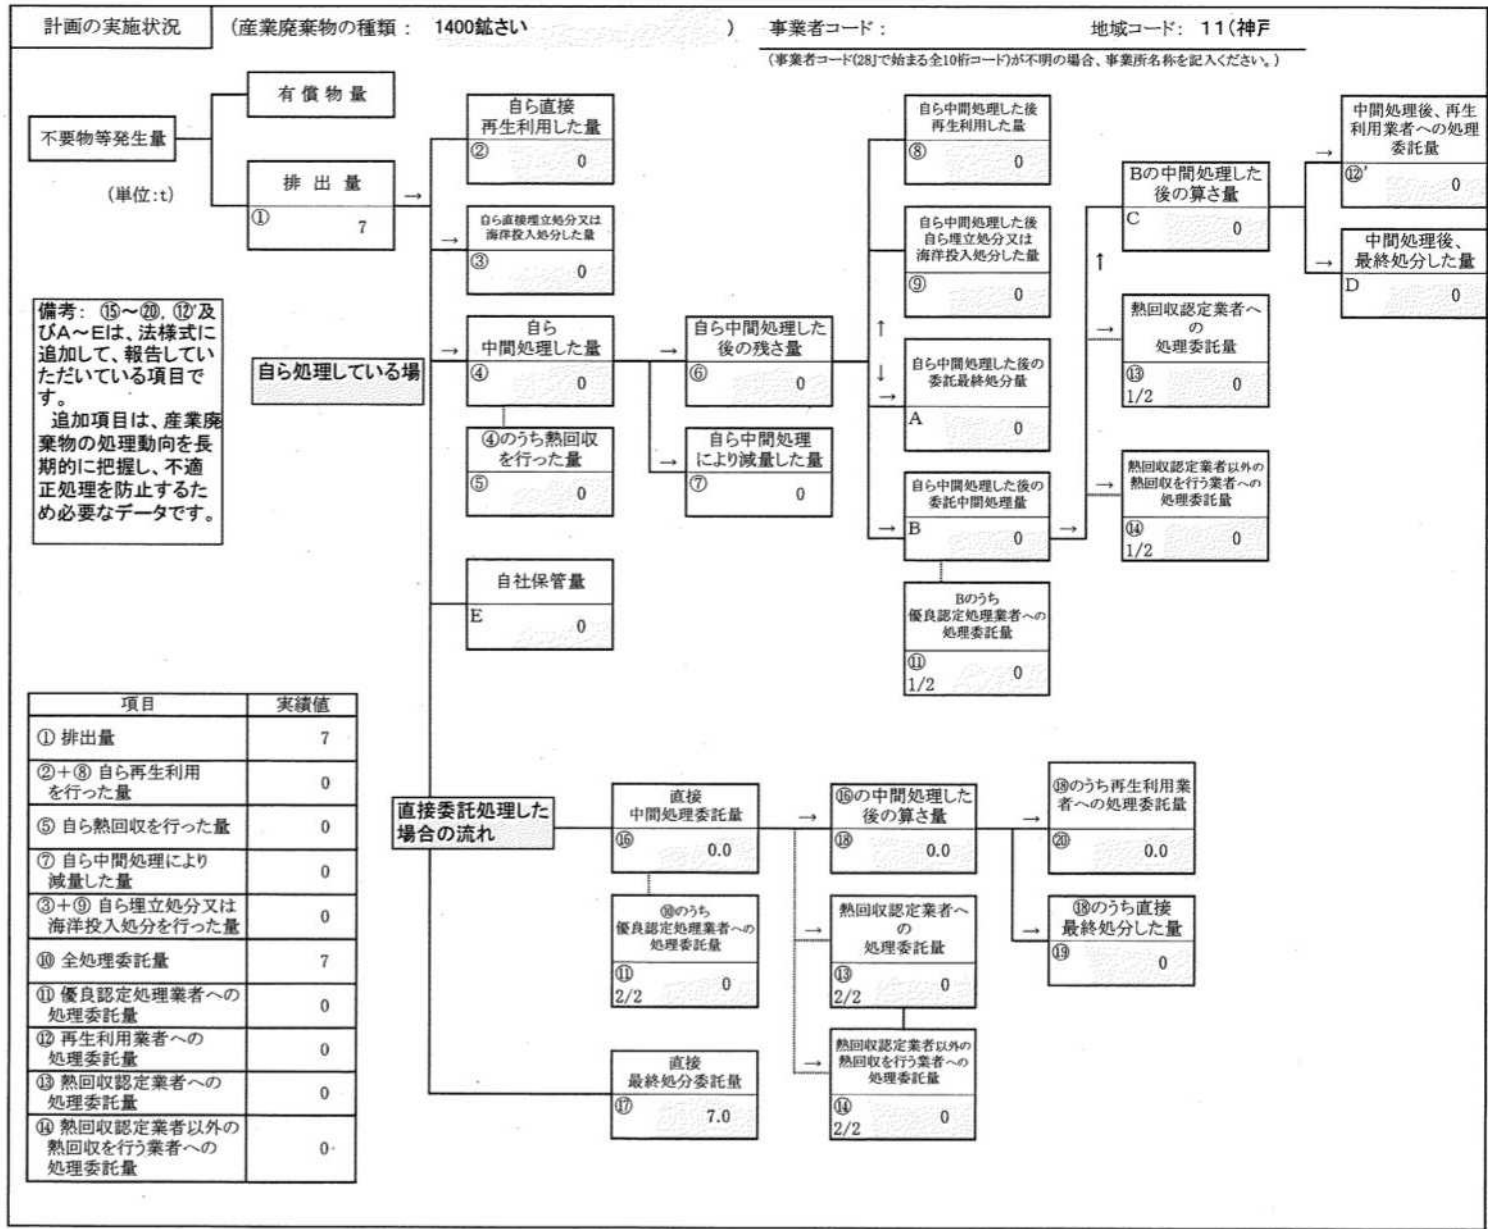 計画の実施状況
(産業廃棄物の種類： 1400鉱さい )
事業者コード：
地域コード： 11(神戸
(事業者コード(28｣で始まる全10桁コード)が不明の場合、事業所名称を記入ください。)
不要物等発生量
(単位:t)
有 償 物 量
排 出 量
① 7
→
備考： ⑮～⑳, ⑫'及
びA～Eは、法様式に
追加して、報告してい
ただいている項目で
す。
追加項目は、産業廃
棄物の処理動向を長
期的に把握し、不適
正処理を防止するた
め必要なデータです。
自ら処理している場
自ら直接
再生利用した量
② 0
→
自ら直接埋立処分又は
海洋投入処分した量
③ 0
→
自ら
中間処理した量
④ 0
④のうち熱回収
を行った量
⑤ 0
自社保管量
E 0
→
自ら中間処理した
後の残さ量
⑥ 0
→
自ら中間処理
により減量した量
⑦ 0
自ら中間処理した後
再生利用した量
⑧ 0
自ら中間処理した後
自ら埋立処分又は
海洋投入処分した量
⑨ 0
↑
↓
→
自ら中間処理した後の
委託最終処分量
A 0
→
自ら中間処理した後の
委託中間処理量
B 0
Bのうち
優良認定処理業者への
処理委託量
⑪
1/2 0
→
↑
Bの中間処理した
後の算さ量
C 0
→
熱回収認定業者へ
の
処理委託量
⑬
1/2 0
→
熱回収認定業者以外の
熱回収を行う業者への
処理委託量
⑭
1/2 0
→
中間処理後、再生
利用業者への処理
委託量
⑫' 0
→
中間処理後、
最終処分した量
D 0
項目 実績値
① 排出量 7
②＋⑧ 自ら再生利用
を行った量 0
⑤ 自ら熱回収を行った量 0
⑦ 自ら中間処理により
減量した量 0
③＋⑨ 自ら埋立処分又は
海洋投入処分を行った量 0
⑩ 全処理委託量 7
⑪ 優良認定処理業者への
処理委託量 0
⑫ 再生利用業者への
処理委託量 0
⑬ 熱回収認定業者への
処理委託量 0
⑭ 熱回収認定業者以外の
熱回収を行う業者への
処理委託量 0
直接委託処理した
場合の流れ
直接
中間処理委託量
⑯ 0.0
⑩のうち
優良認定処理業者への
処理委託量
⑪
2/2 0
直接
最終処分委託量
⑰ 7.0
→
⑯の中間処理した
後の算さ量
⑱ 0.0
→
熱回収認定業者へ
の
処理委託量
⑬
2/2 0
→
熱回収認定業者以外の
熱回収を行う業者への
処理委託量
⑭
2/2 0
→
⑱のうち再生利用業
者への処理委託量
⑳ 0.0
→
⑱のうち直接
最終処分した量
⑲ 0